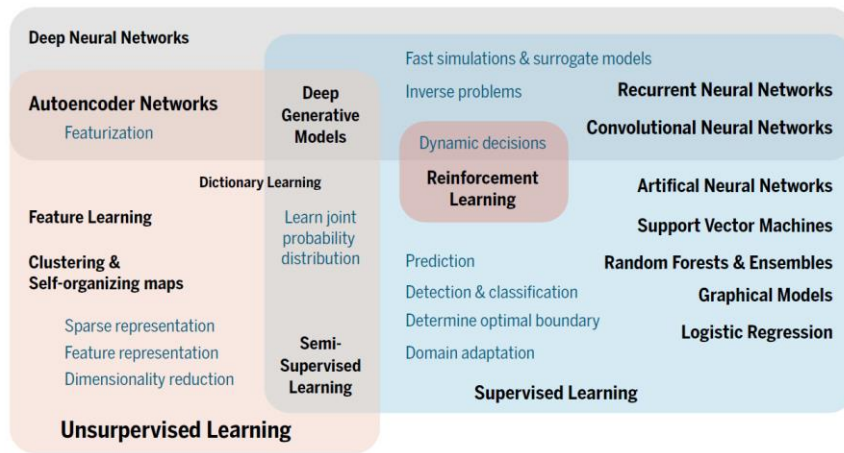 Deep Neural Networks
Autoencoder Networks
Featurization
Deep
Generative
Models
Fast simulations & surrogate models
Inverse problems
Recurrent Neural Networks
Convolutional Neural Networks
Dynamic decisions
Reinforcement
Learning
Dictionary Learning
Feature Learning
Learn joint
probability
distribution
Clustering &
Self-organizing maps
Sparse representation
Feature representation
Dimensionality reduction
Semi-
Supervised
Learning
Unsurpervised Learning
Artifical Neural Networks
Support Vector Machines
Prediction
Random Forests & Ensembles
Detection & classification
Graphical Models
Determine optimal boundary
Logistic Regression
Domain adaptation
Supervised Learning